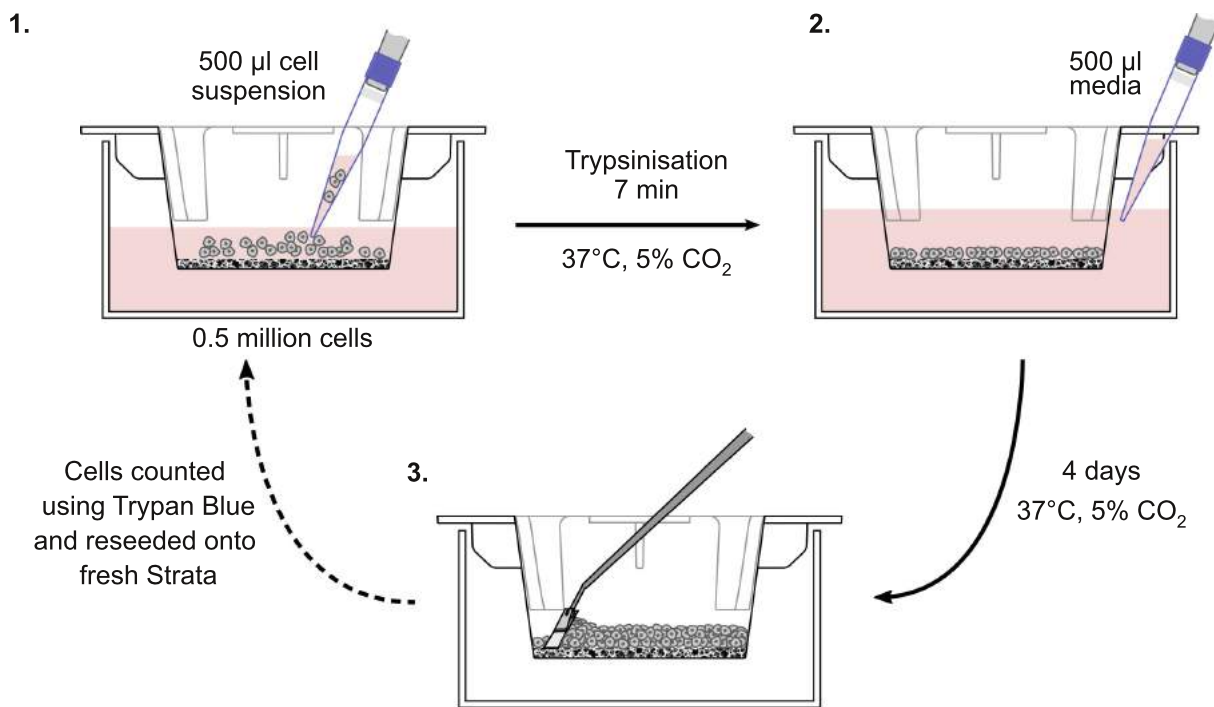 1.
500 µl cell
suspension
0.5 million cells
Trypsinisation
7 min
37°C, 5% CO₂
2.
500 µl
media
4 days
37°C, 5% CO₂
3.
Cells counted
using Trypan Blue
and reseeded onto
fresh Strata